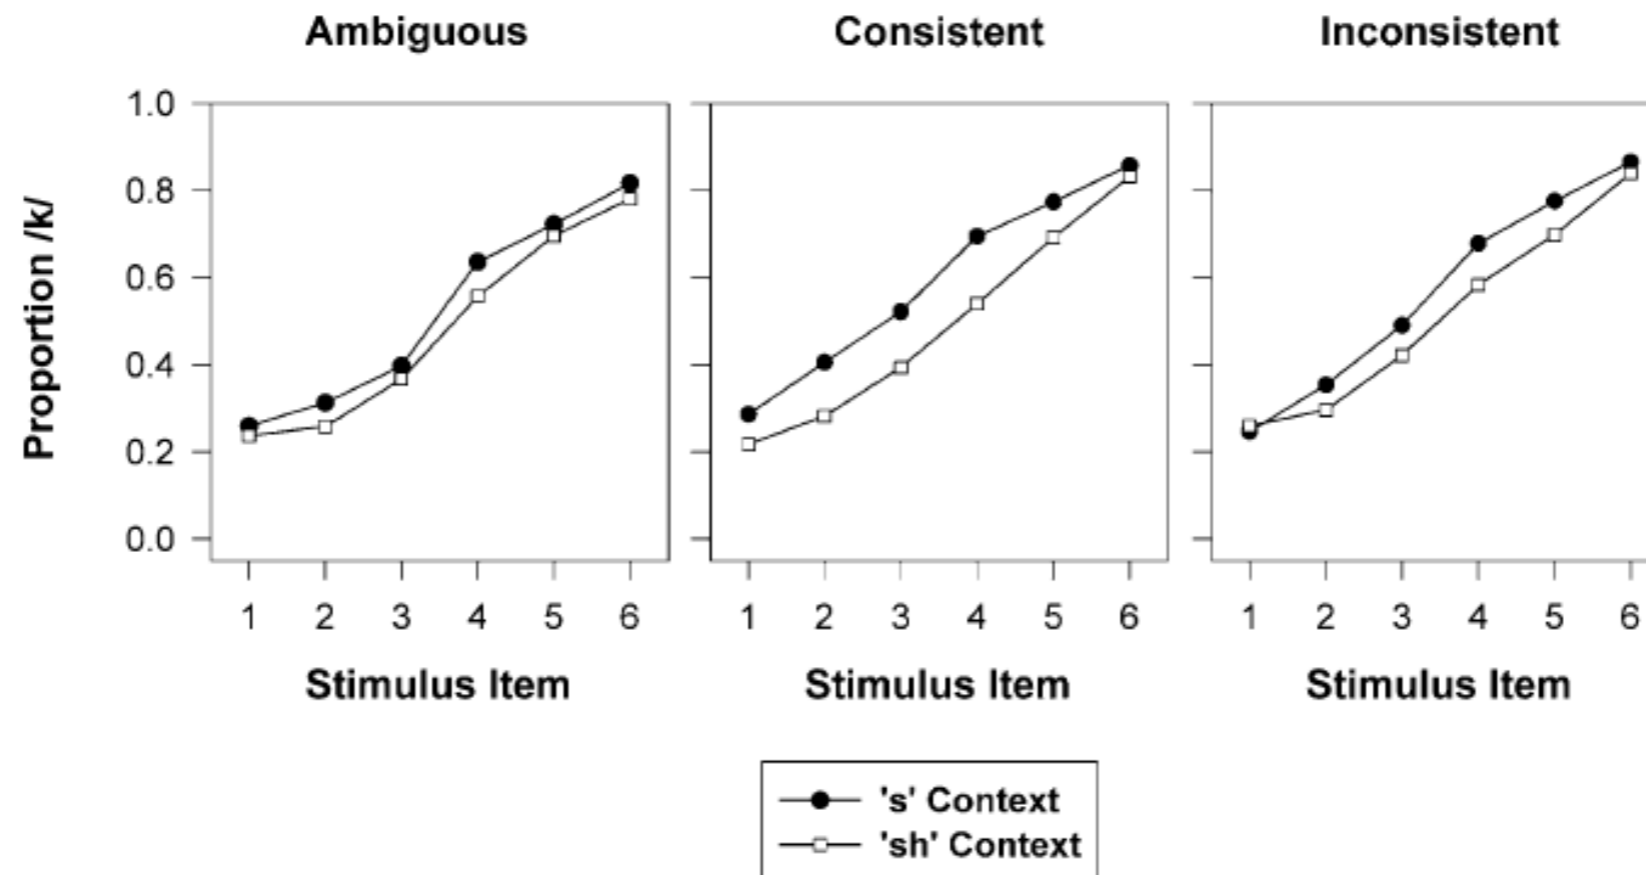 Ambiguous Consistent Inconsistent
1.0
0.8
0.6
0.4
0.2
0.0
Proportion /k/
1 2 3 4 5 6 1 2 3 4 5 6 1 2 3 4 5 6
Stimulus Item Stimulus Item Stimulus Item
's' Context
'sh' Context